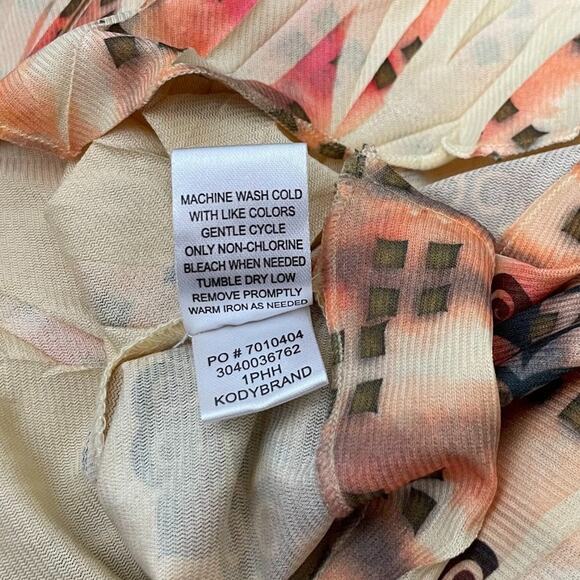 MACHINE WASH COLD
WITH LIKE COLORS
GENTLE CYCLE
ONLY NON-CHLORINE
BLEACH WHEN NEEDED
TUMBLE DRY LOW
REMOVE PROMPTLY
WARM IRON AS NEEDED
PO # 7010404
3040036762
1PHH
KODYBRAND